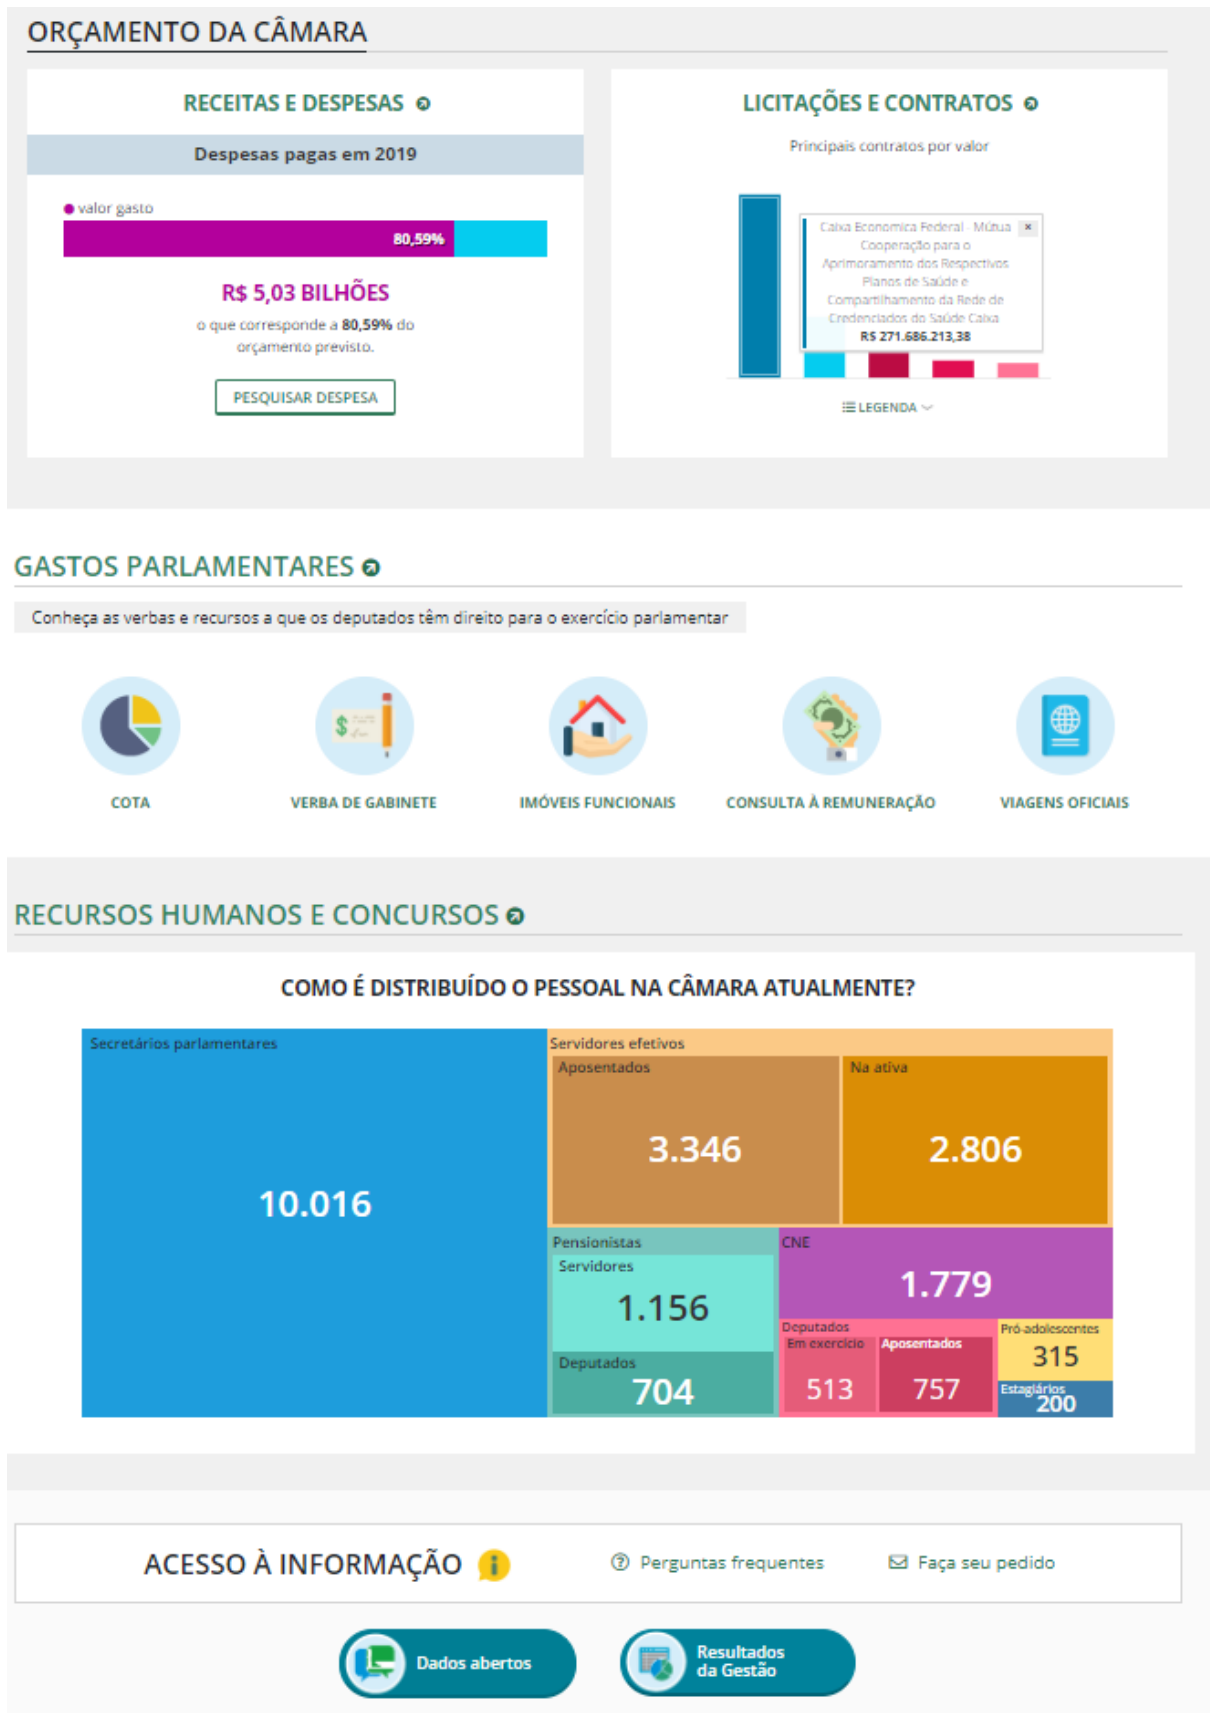 ORÇAMENTO DA CÂMARA
RECEITAS E DESPESAS
Despesas pagas em 2019
valor gasto
80,59%
R$ 5,03 BILHÕES
o que corresponde a 80,59% do
orçamento previsto.
PESQUISAR DESPESA
LICITAÇÕES E CONTRATOS
Principais contratos por valor
Caixa Economica Federal - Mútua
Cooperação para o
Aprimoramento dos Respectivos
Planos de Saúde e
Compartilhamento da Rede de
Credenciados do Saúde Caixa
R$ 271.686.213,38
LEGENDA
GASTOS PARLAMENTARES
Conheça as verbas e recursos a que os deputados têm direito para o exercício parlamentar
COTA
VERBA DE GABINETE
IMÓVEIS FUNCIONAIS
CONSULTA À REMUNERAÇÃO
VIAGENS OFICIAIS
RECURSOS HUMANOS E CONCURSOS
COMO É DISTRIBUÍDO O PESSOAL NA CÂMARA ATUALMENTE?
Secretários parlamentares
10.016
Servidores efetivos
Aposentados
3.346
Na ativa
2.806
Pensionistas
Servidores
1.156
Deputados
704
CNE
1.779
Deputados
Em exercício
513
Aposentados
757
Pró-adolescentes
315
Estagiários
200
ACESSO À INFORMAÇÃO
Perguntas frequentes
Faça seu pedido
Dados abertos
Resultados
da Gestão